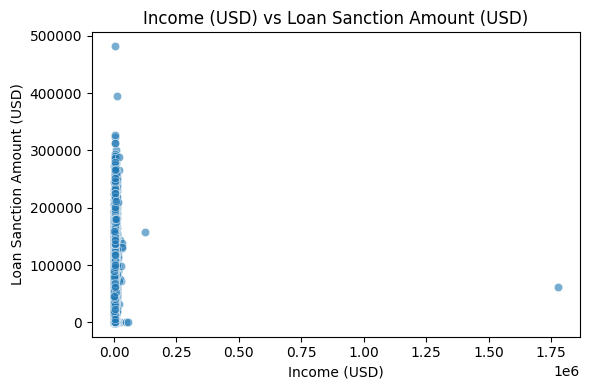 Income (USD) vs Loan Sanction Amount (USD)
Loan Sanction Amount (USD)
500000
400000
300000
200000
100000
0
0.00 0.25 0.50 0.75 1.00 1.25 1.50 1.75
1e6
Income (USD)